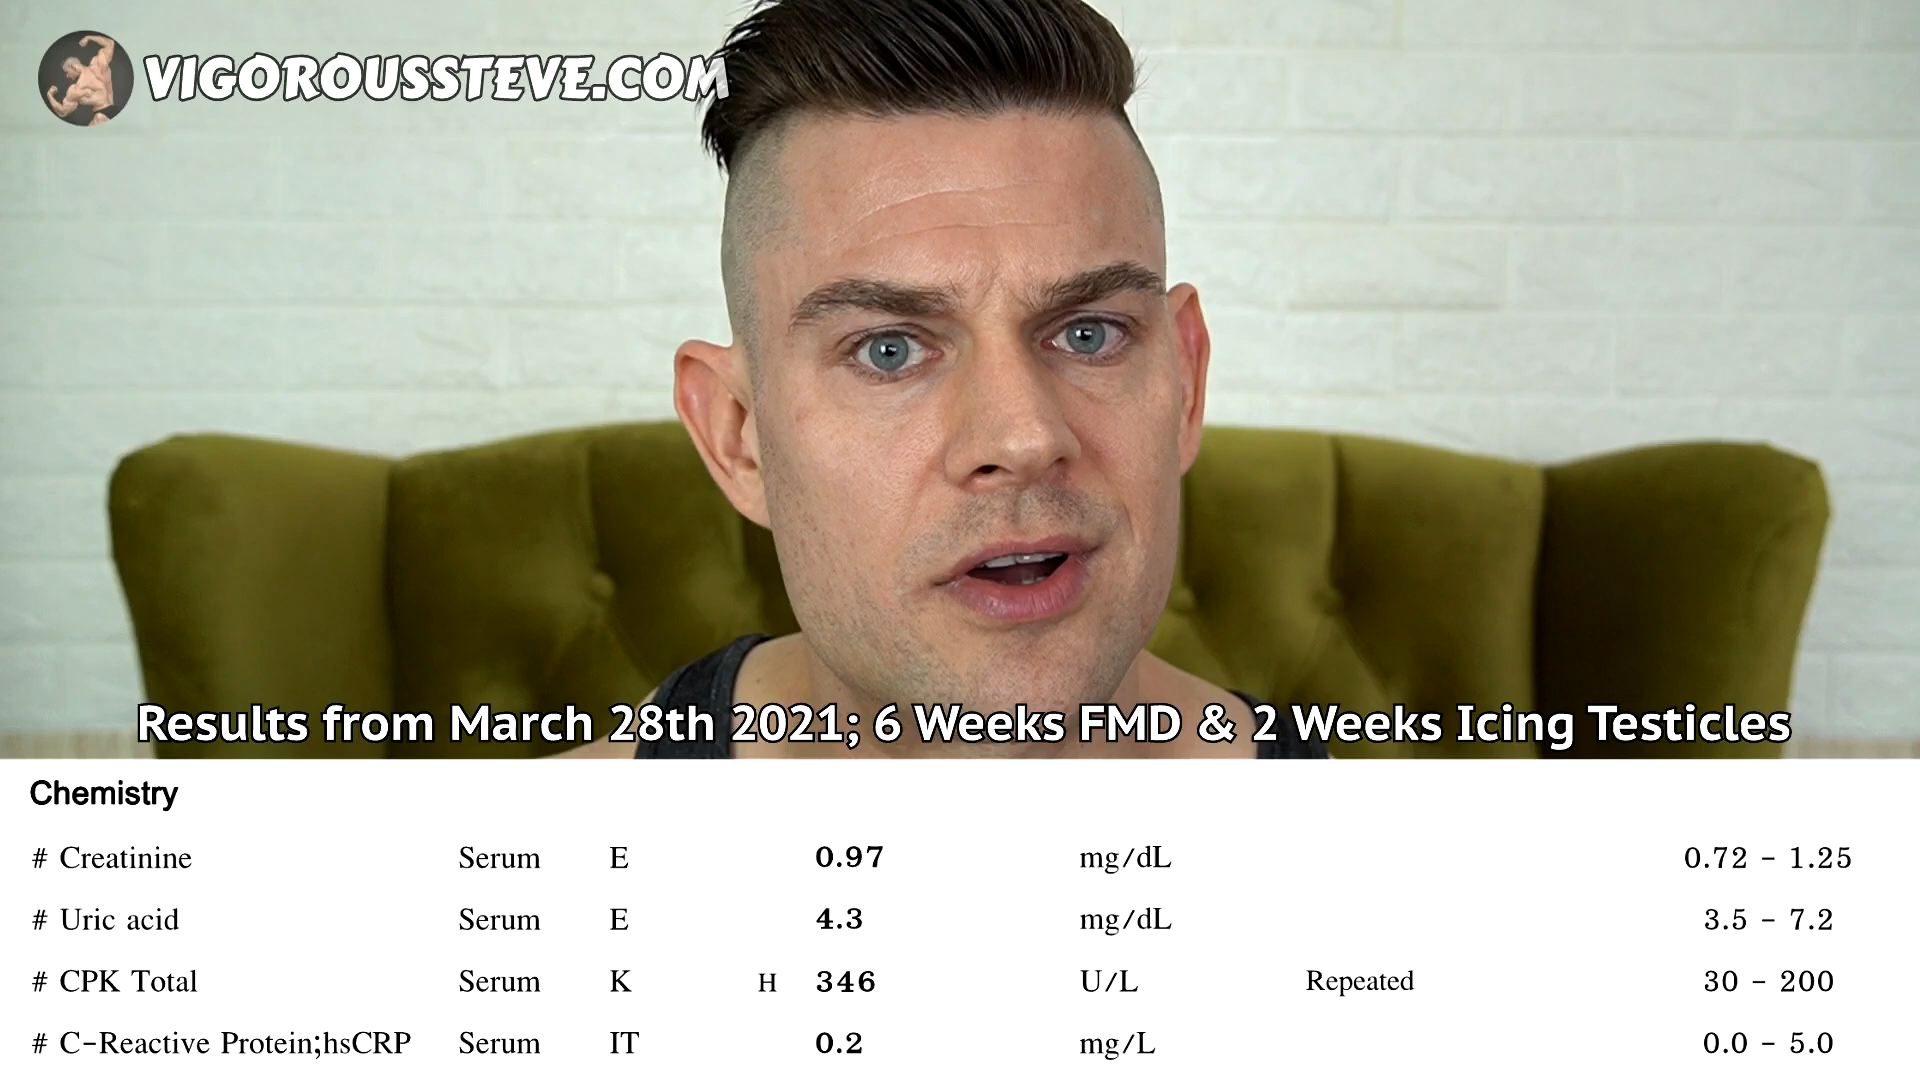 VIGOROUSSTEVE.COM
Results from March 28th 2021; 6 Weeks FMD & 2 Weeks Icing Testicles
Chemistry
# Creatinine Serum E 0.97 mg/dL 0.72 - 1.25
# Uric acid Serum E 4.3 mg/dL 3.5 - 7.2
# CPK Total Serum K H 346 U/L Repeated 30 - 200
# C-Reactive Protein;hsCRP Serum IT 0.2 mg/L 0.0 - 5.0